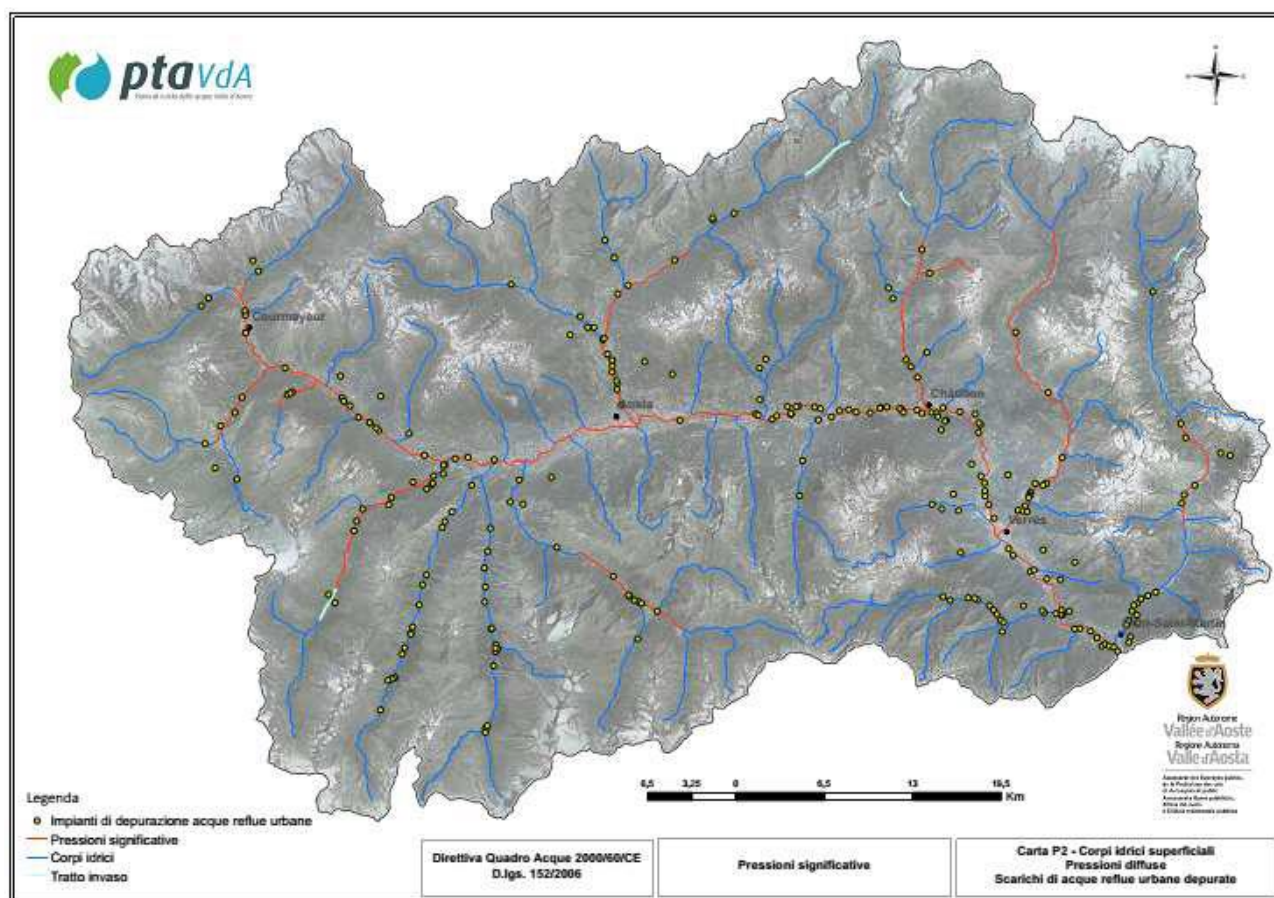 ptavdA
Courmayeur
Aosta
Châtillon
Verrès
Pont-Saint-Martin
Région Autonome
Vallée d'Aoste
Regione Autonoma
Valle d'Aosta
6,5 3,25 0 6,5 13 19,5
Km
Legenda
Impianti di depurazione acque reflue urbane
Pressioni significative
Corpi idrici
Tratto invaso
Direttiva Quadro Acque 2000/60/CE
D.lgs. 152/2006
Pressioni significative
Carta P2 - Corpi idrici superficiali
Pressioni diffuse
Scarichi di acque reflue urbane depurate